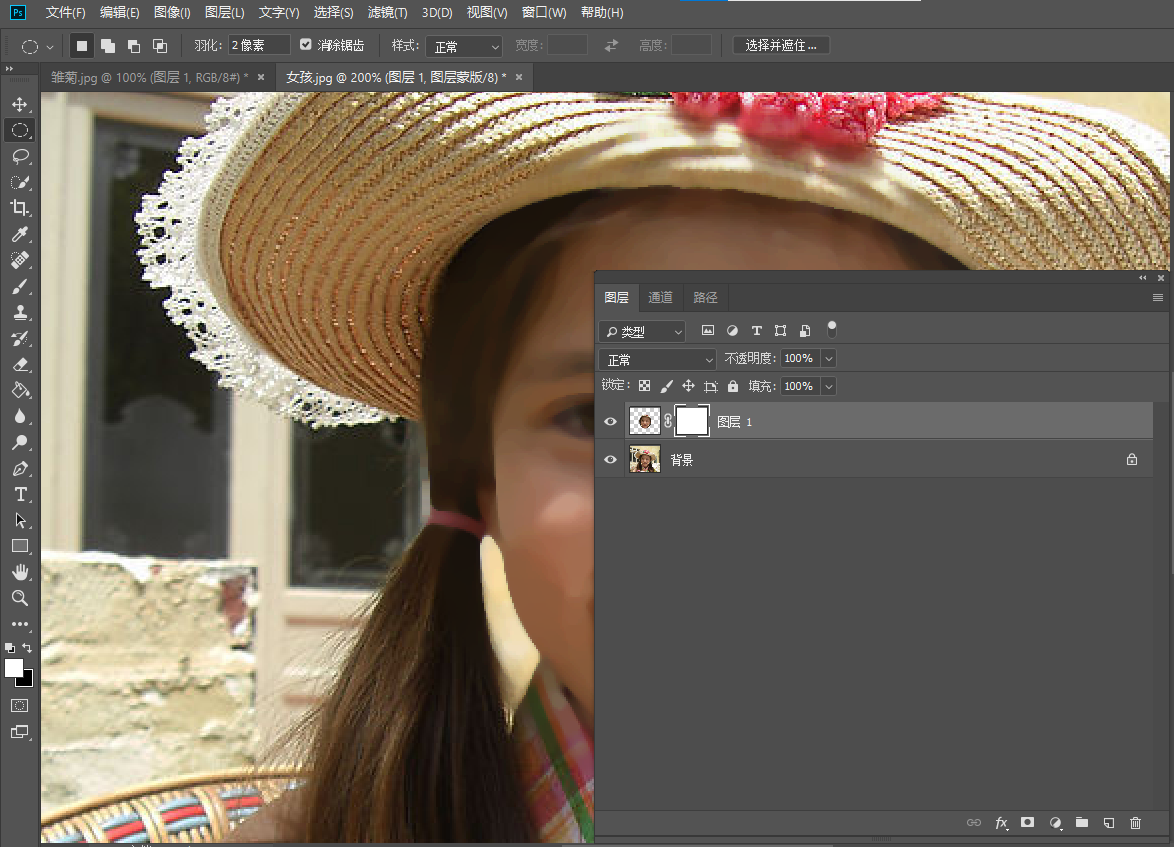 Ps 文件(F) 编辑(E) 图像(I) 图层(L) 文字(Y) 选择(S) 滤镜(T) 3D(D) 视图(V) 窗口(W) 帮助(H)
羽化: 2 像素 消除锯齿 样式: 正常 宽度: 高度: 选择并遮住 ...
雏菊.jpg @ 100% (图层 1, RGB/8#) * × 女孩.jpg @ 200% (图层 1, 图层蒙版/8) * ×
图层 通道 路径
类型
正常 不透明度: 100%
锁定: 填充: 100%
图层 1
背景
fx